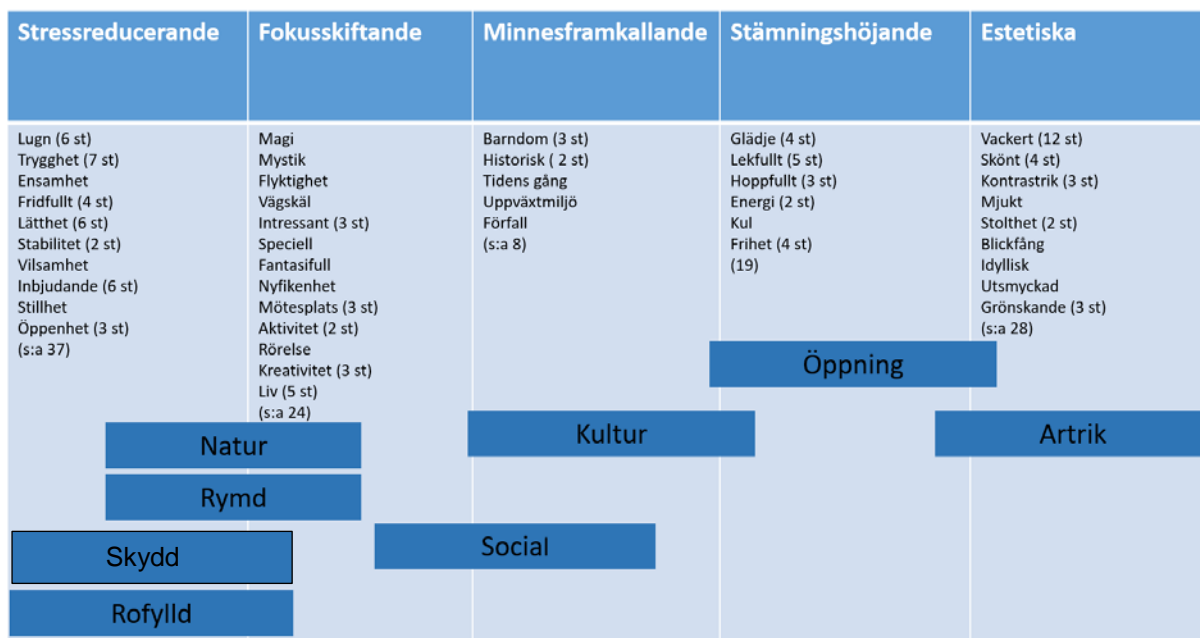 Stressreducerande
Fokusskiftande
Minnesframkallande
Stämningshöjande
Estetiska
Lugn (6 st)
Trygghet (7 st)
Ensamhet
Fridfullt (4 st)
Lätthet (6 st)
Stabilitet (2 st)
Vilsamhet
Inbjudande (6 st)
Stillhet
Öppenhet (3 st)
(s:a 37)
Magi
Mystik
Flyktighet
Vägskäl
Intressant (3 st)
Speciell
Fantasifull
Nyfikenhet
Mötesplats (3 st)
Aktivitet (2 st)
Rörelse
Kreativitet (3 st)
Liv (5 st)
(s:a 24)
Barndom (3 st)
Historisk ( 2 st)
Tidens gång
Uppväxtmiljö
Förfall
(s:a 8)
Glädje (4 st)
Lekfullt (5 st)
Hoppfullt (3 st)
Energi (2 st)
Kul
Frihet (4 st)
(19)
Vackert (12 st)
Skönt (4 st)
Kontrastrik (3 st)
Mjukt
Stolthet (2 st)
Blickfång
Idyllisk
Utsmyckad
Grönskande (3 st)
(s:a 28)
Öppning
Natur
Kultur
Artrik
Rymd
Skydd
Social
Rofylld